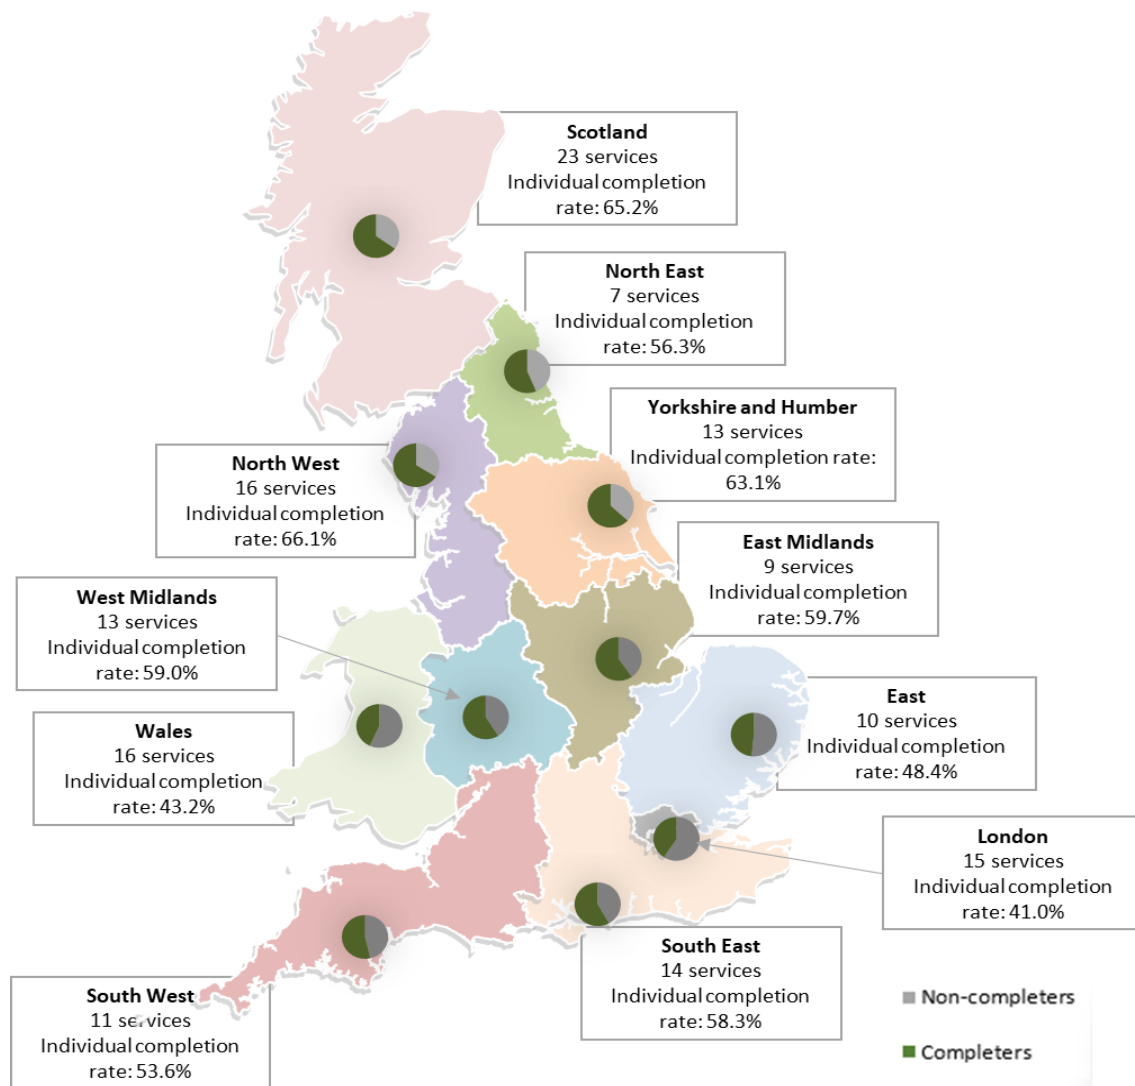 Scotland
23 services
Individual completion
rate: 65.2%
North East
7 services
Individual completion
rate: 56.3%
Yorkshire and Humber
13 services
Individual completion rate:
63.1%
North West
16 services
Individual completion
rate: 66.1%
East Midlands
9 services
Individual completion
rate: 59.7%
West Midlands
13 services
Individual completion
rate: 59.0%
Wales
16 services
Individual completion
rate: 43.2%
East
10 services
Individual completion
rate: 48.4%
London
15 services
Individual completion
rate: 41.0%
South East
14 services
Individual completion
rate: 58.3%
South West
11 services
Individual completion
rate: 53.6%
Non-completers
Completers